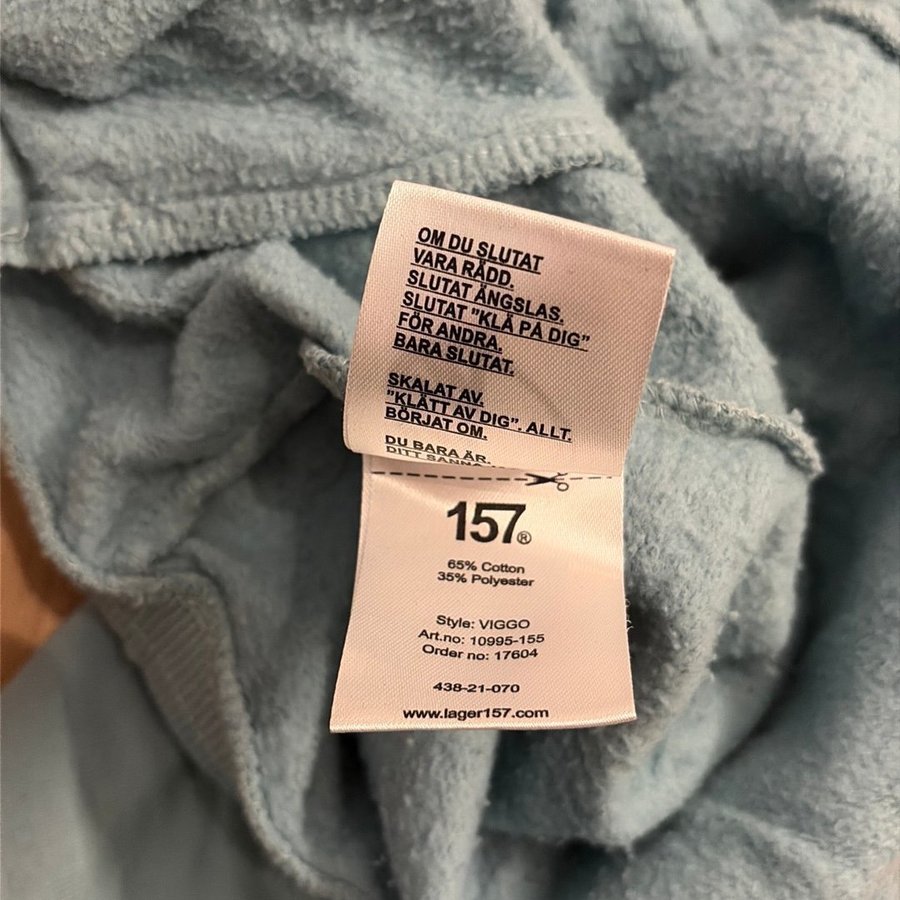 OM DU SLUTAT
VARA RÄDD.
SLUTAT ÄNGSLAS.
SLUTAT "KLÄ PÅ DIG"
FÖR ANDRA.
BARA SLUTAT.
SKALAT AV.
"KLÄTT AV DIG". ALLT.
BÖRJAT OM.
DU BARA ÄR.
DITT
157®
65% Cotton
35% Polyester
Style: VIGGO
Art.no: 10995-155
Order no: 17604
438-21-070
www.lager157.com